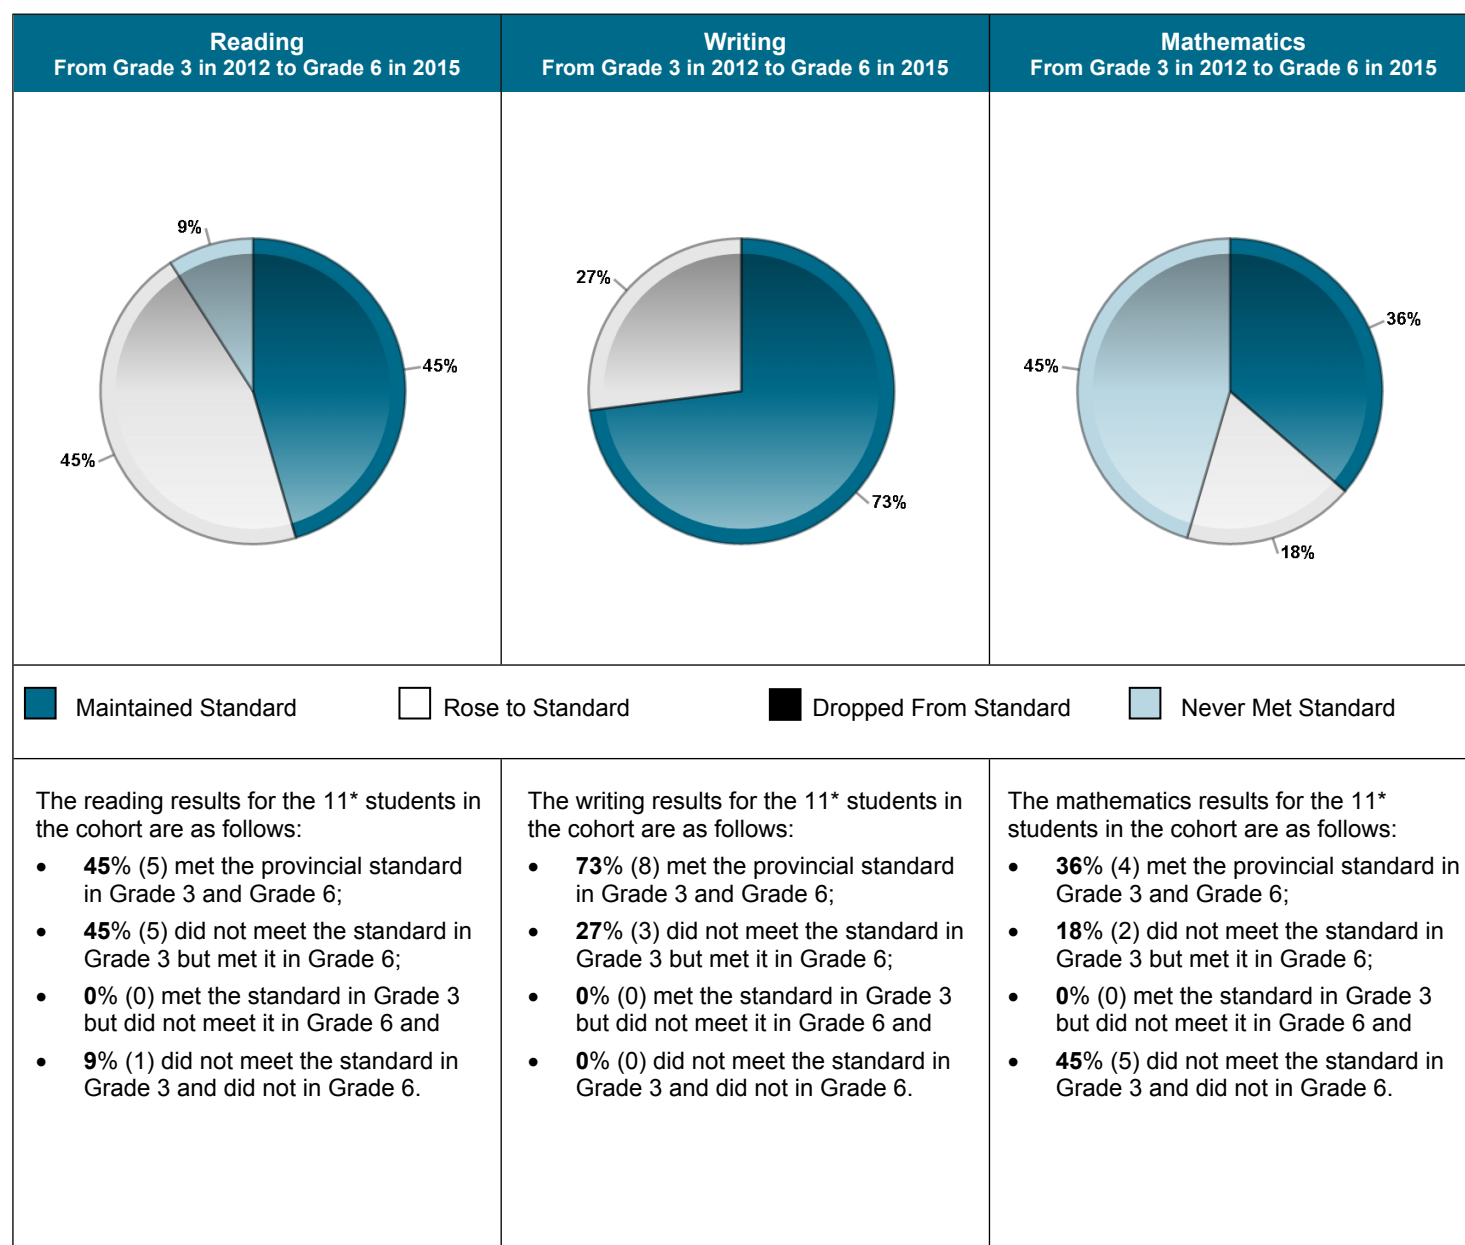 Reading
From Grade 3 in 2012 to Grade 6 in 2015
Writing
From Grade 3 in 2012 to Grade 6 in 2015
Mathematics
From Grade 3 in 2012 to Grade 6 in 2015
9%
45%
45%
27%
73%
36%
45%
18%
Maintained Standard
Rose to Standard
Dropped From Standard
Never Met Standard
The reading results for the 11* students in
the cohort are as follows:
• 45% (5) met the provincial standard
in Grade 3 and Grade 6;
• 45% (5) did not meet the standard in
Grade 3 but met it in Grade 6;
• 0% (0) met the standard in Grade 3
but did not meet it in Grade 6 and
• 9% (1) did not meet the standard in
Grade 3 and did not in Grade 6.
The writing results for the 11* students in
the cohort are as follows:
• 73% (8) met the provincial standard
in Grade 3 and Grade 6;
• 27% (3) did not meet the standard in
Grade 3 but met it in Grade 6;
• 0% (0) met the standard in Grade 3
but did not meet it in Grade 6 and
• 0% (0) did not meet the standard in
Grade 3 and did not in Grade 6.
The mathematics results for the 11*
students in the cohort are as follows:
• 36% (4) met the provincial standard in
Grade 3 and Grade 6;
• 18% (2) did not meet the standard in
Grade 3 but met it in Grade 6;
• 0% (0) met the standard in Grade 3
but did not meet it in Grade 6 and
• 45% (5) did not meet the standard in
Grade 3 and did not in Grade 6.